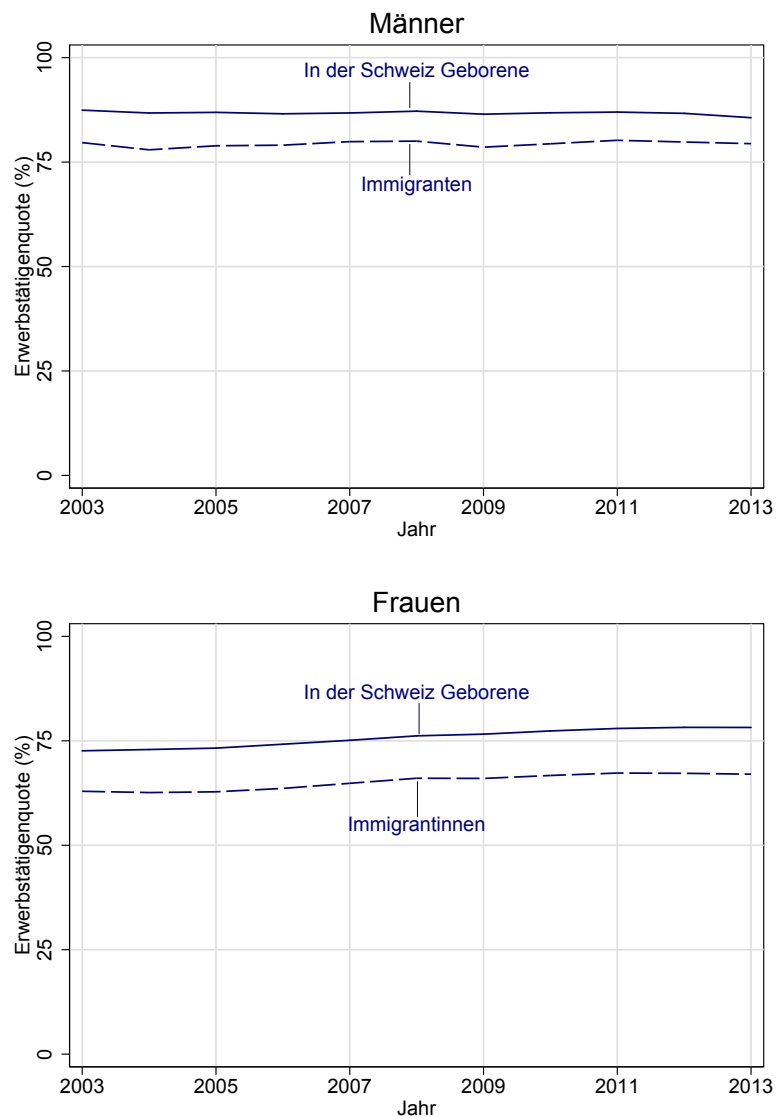 Männer
Erwerbstätigenquote (%)
100
75
50
25
0
In der Schweiz Geborene
Immigranten
2003 2005 2007 2009 2011 2013
Jahr
Frauen
Erwerbstätigenquote (%)
100
75
50
25
0
In der Schweiz Geborene
Immigrantinnen
2003 2005 2007 2009 2011 2013
Jahr